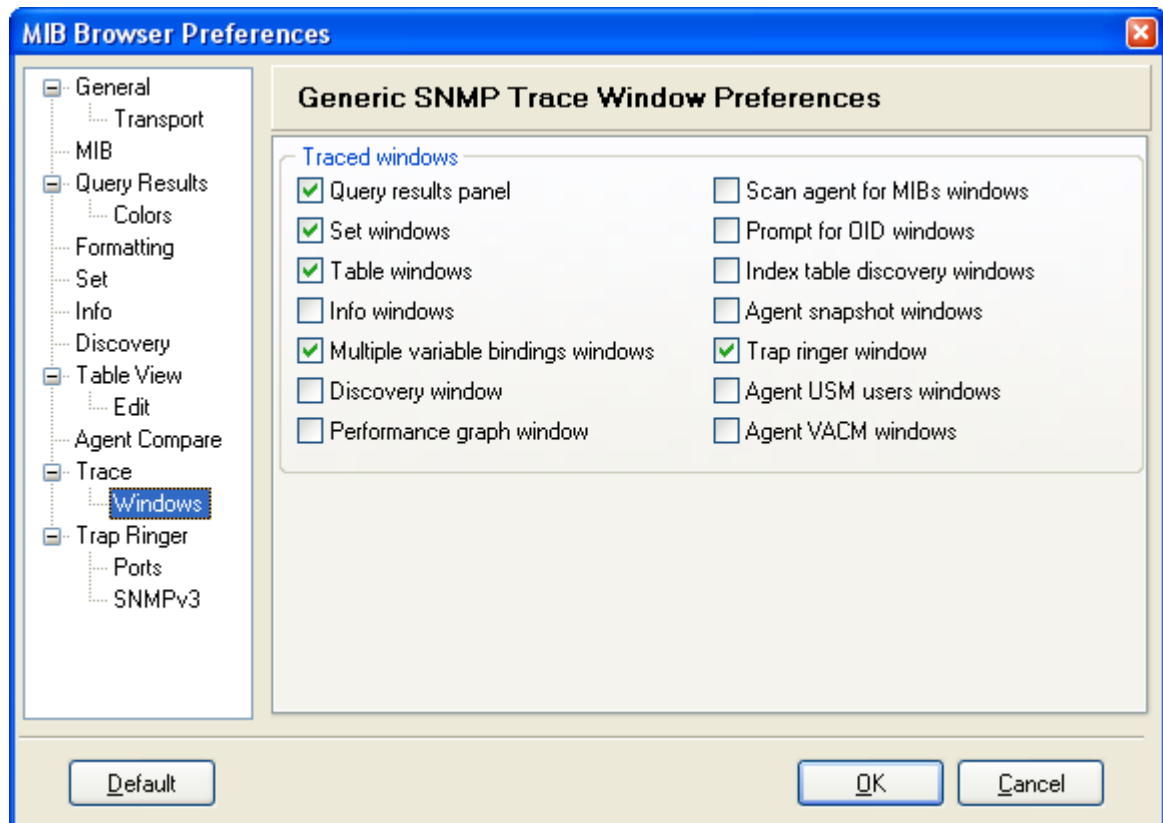 MIB Browser Preferences
General
Transport
MIB
Query Results
Colors
Formatting
Set
Info
Discovery
Table View
Edit
Agent Compare
Trace
Windows
Trap Ringer
Ports
SNMPv3
Generic SNMP Trace Window Preferences
Traced windows
Query results panel
Set windows
Table windows
Info windows
Multiple variable bindings windows
Discovery window
Performance graph window
Scan agent for MIBs windows
Prompt for OID windows
Index table discovery windows
Agent snapshot windows
Trap ringer window
Agent USM users windows
Agent VACM windows
Default
OK
Cancel